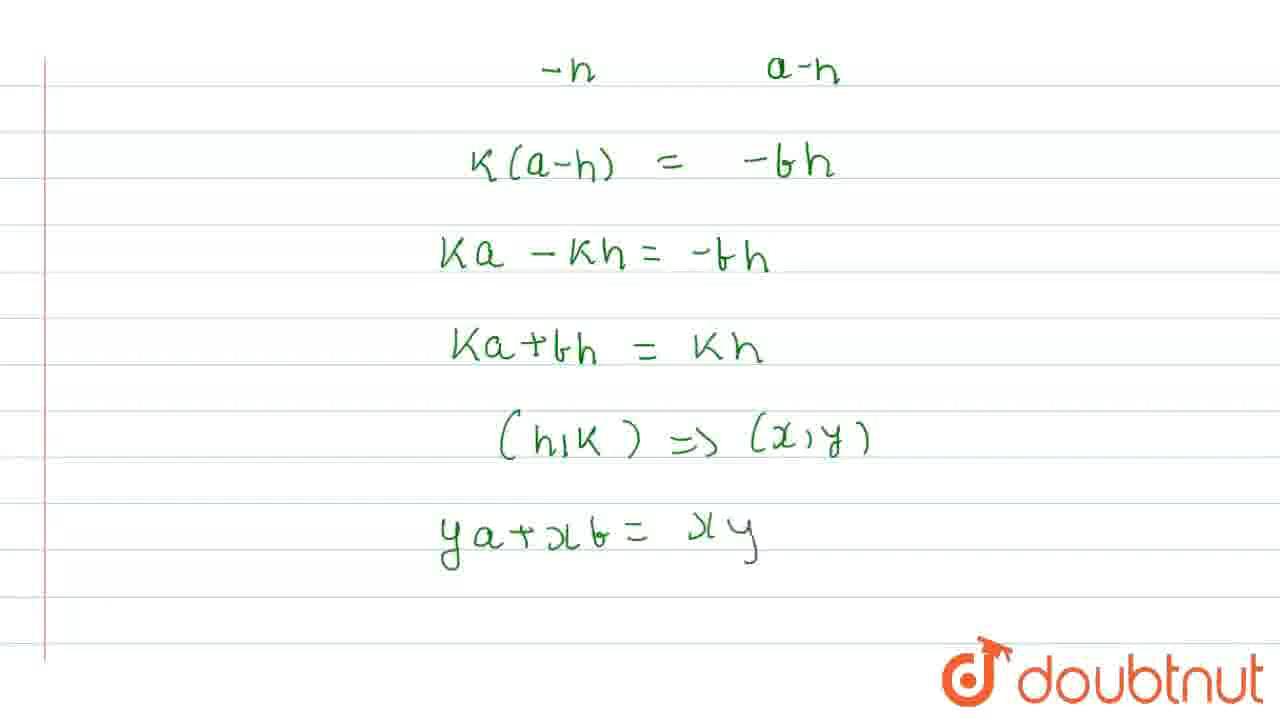 -h a-h
K(a-h) = -bh
Ka - Kh = -bh
Ka+bh = Kh
(h,K) => (x,y)
ya+xb = xy
doubtnut